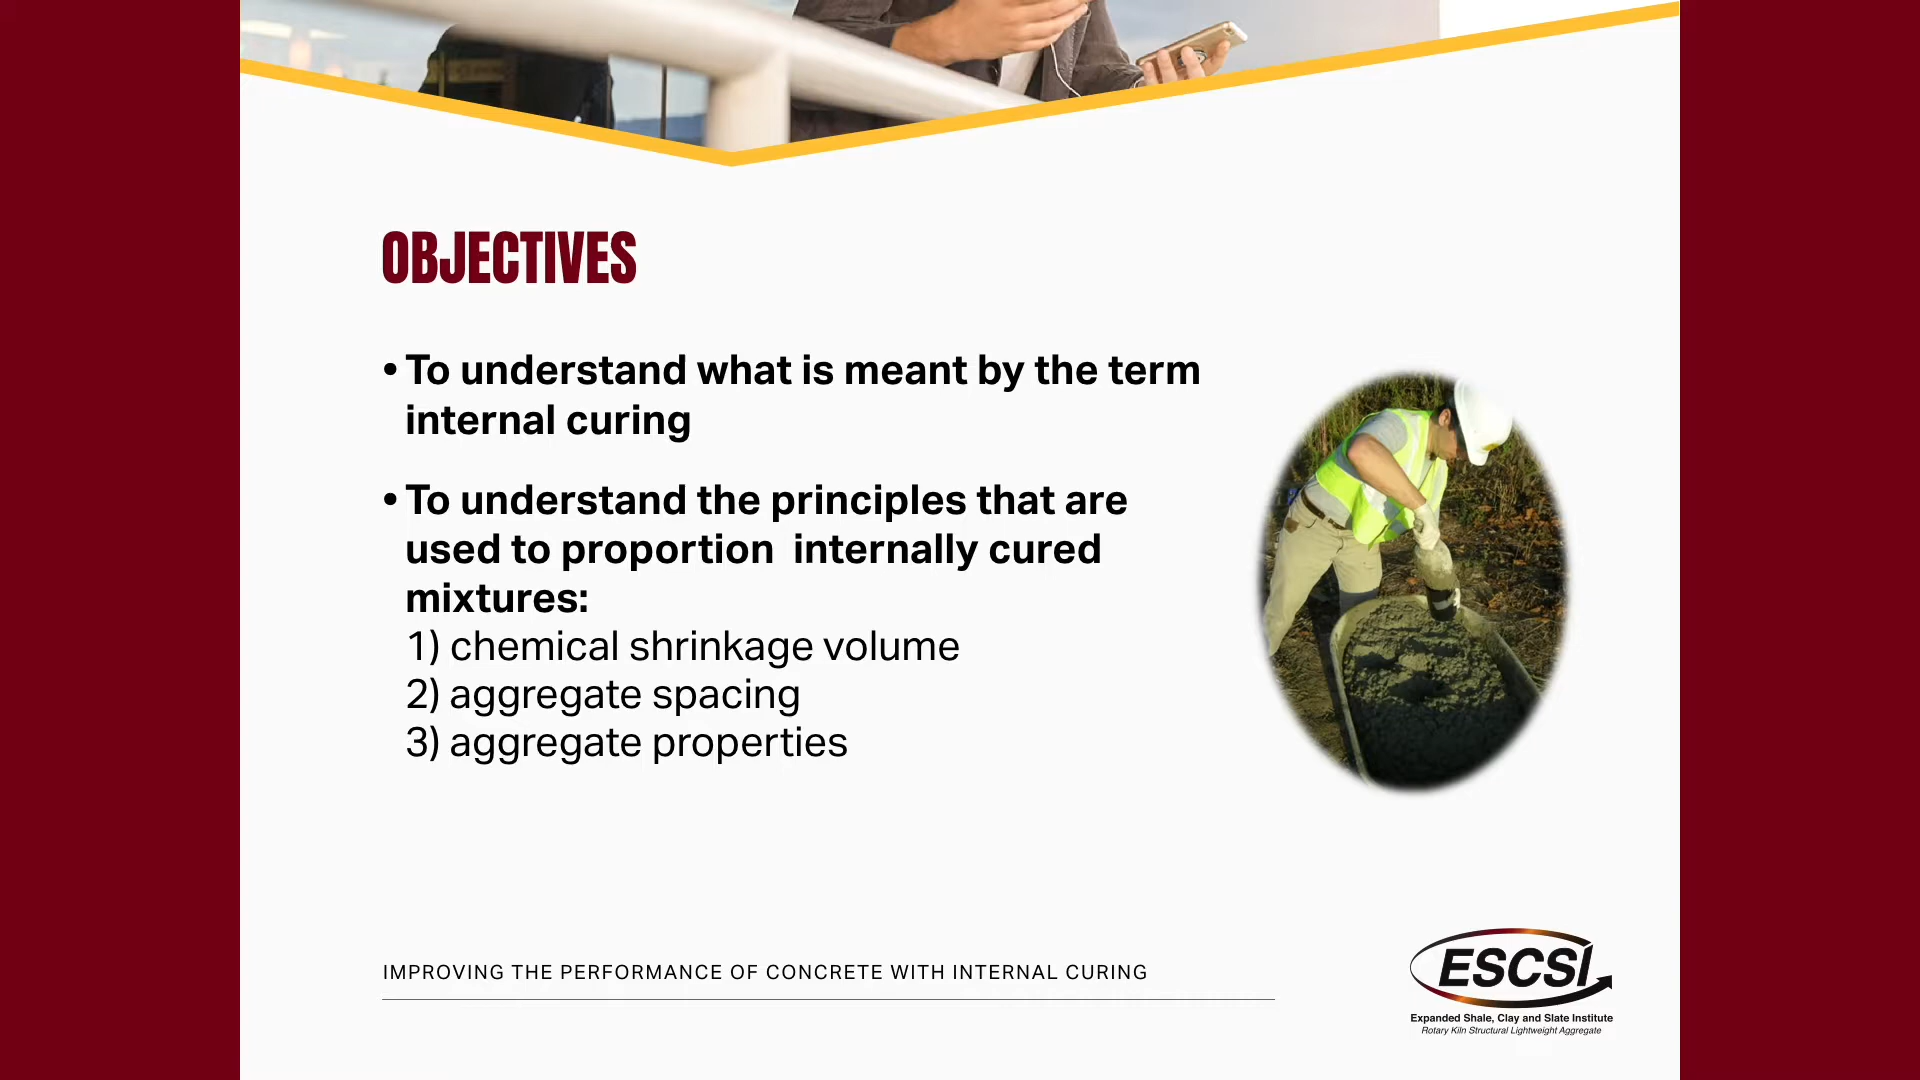 OBJECTIVES
• To understand what is meant by the term
internal curing
• To understand the principles that are
used to proportion  internally cured
mixtures:
1) chemical shrinkage volume
2) aggregate spacing
3) aggregate properties
IMPROVING THE PERFORMANCE OF CONCRETE WITH INTERNAL CURING
ESCSI
Expanded Shale, Clay and Slate Institute
Rotary Kiln Structural Lightweight Aggregate